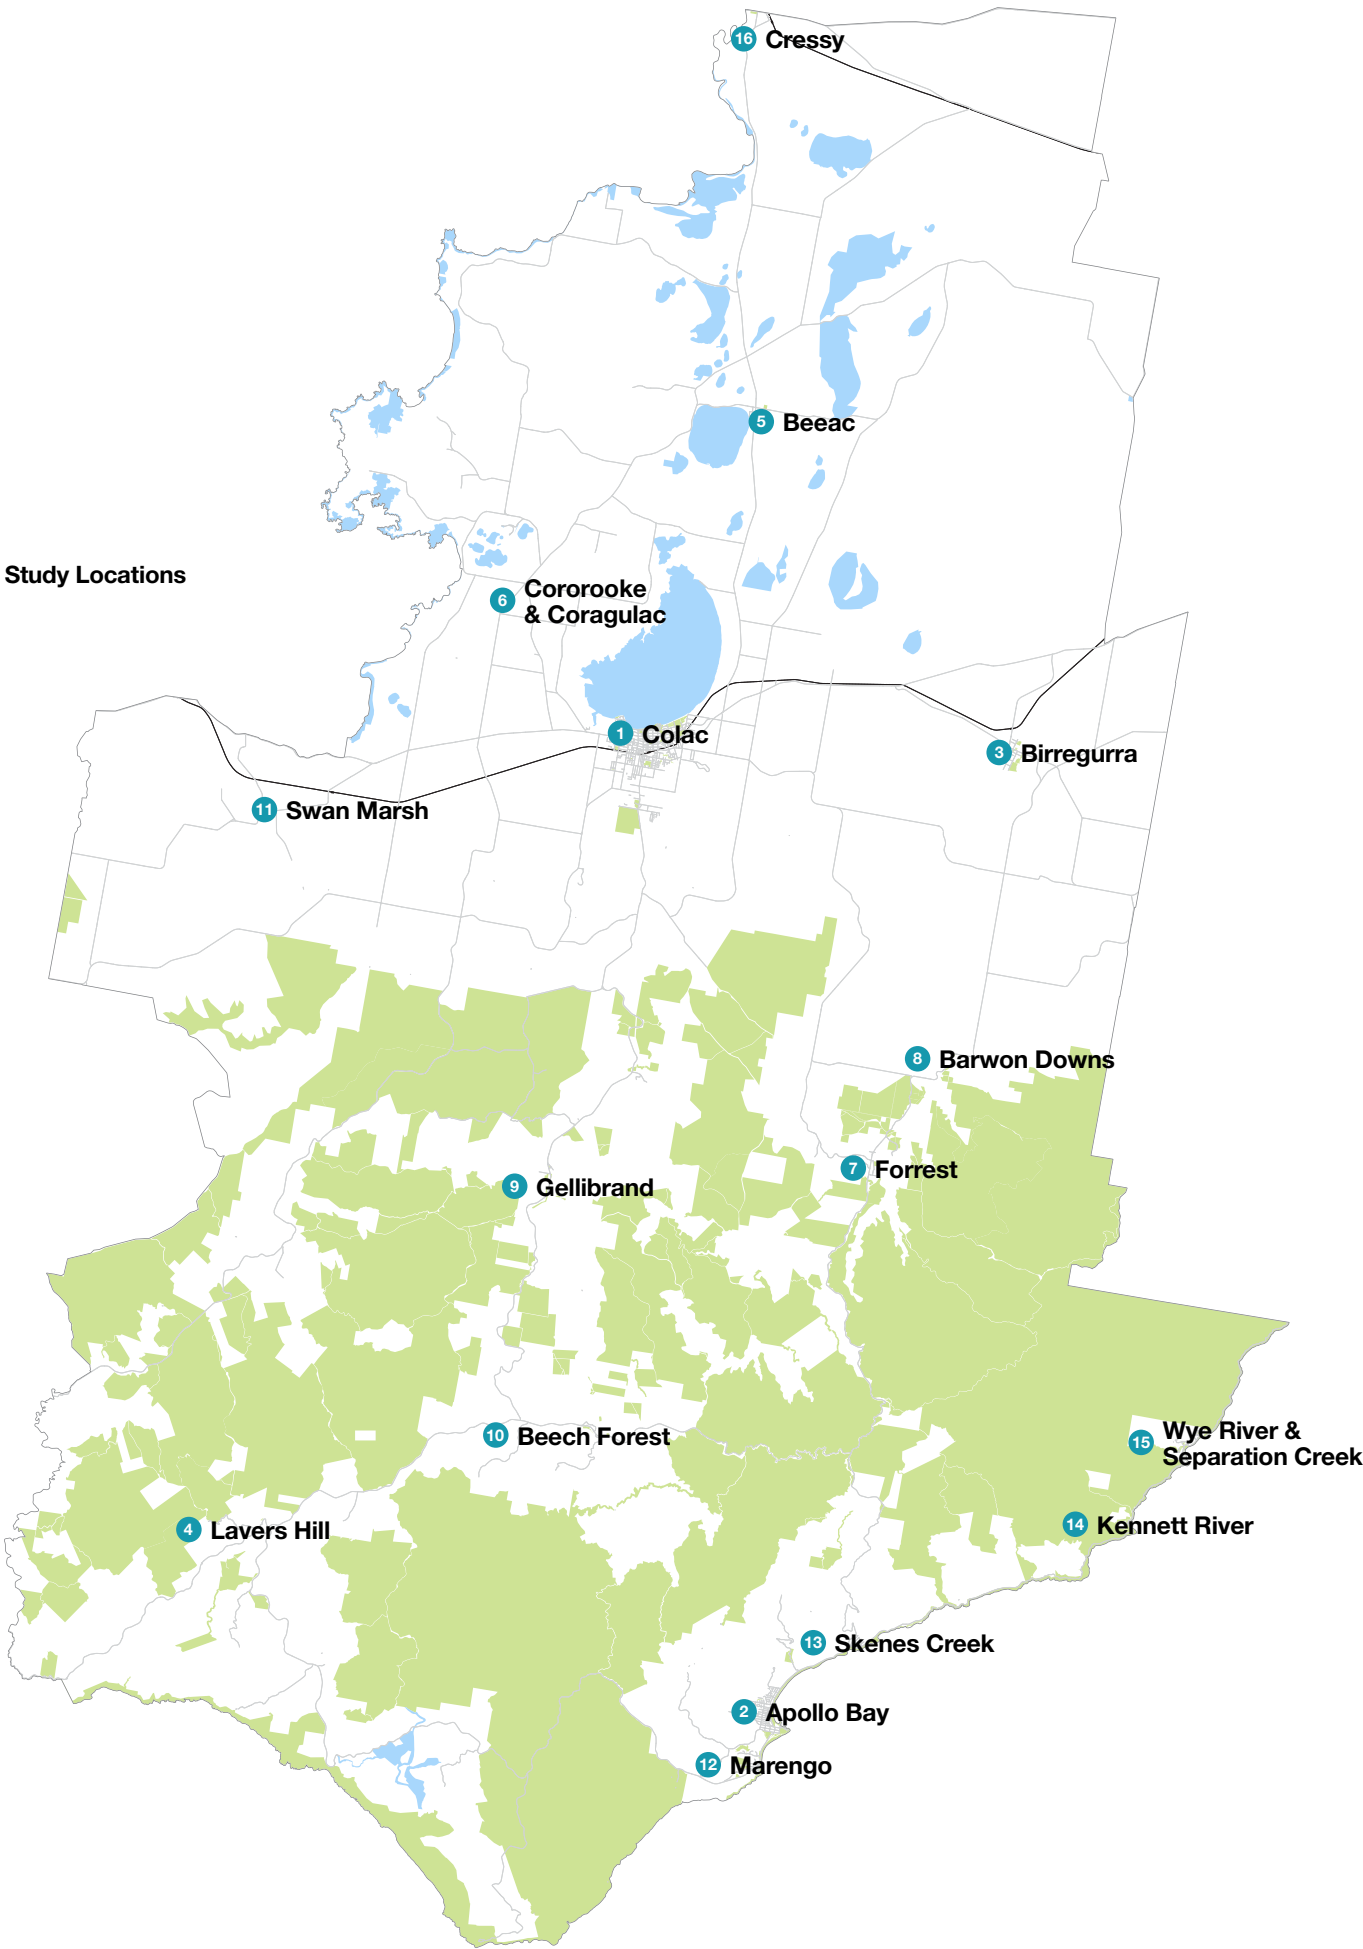 16 Cressy
5 Beeac
Study Locations
6 Cororooke
& Coragulac
1 Colac
3 Birregurra
11 Swan Marsh
8 Barwon Downs
7 Forrest
9 Gellibrand
15 Wye River &
Separation Creek
10 Beech Forest
14 Kennett River
4 Lavers Hill
13 Skenes Creek
2 Apollo Bay
12 Marengo